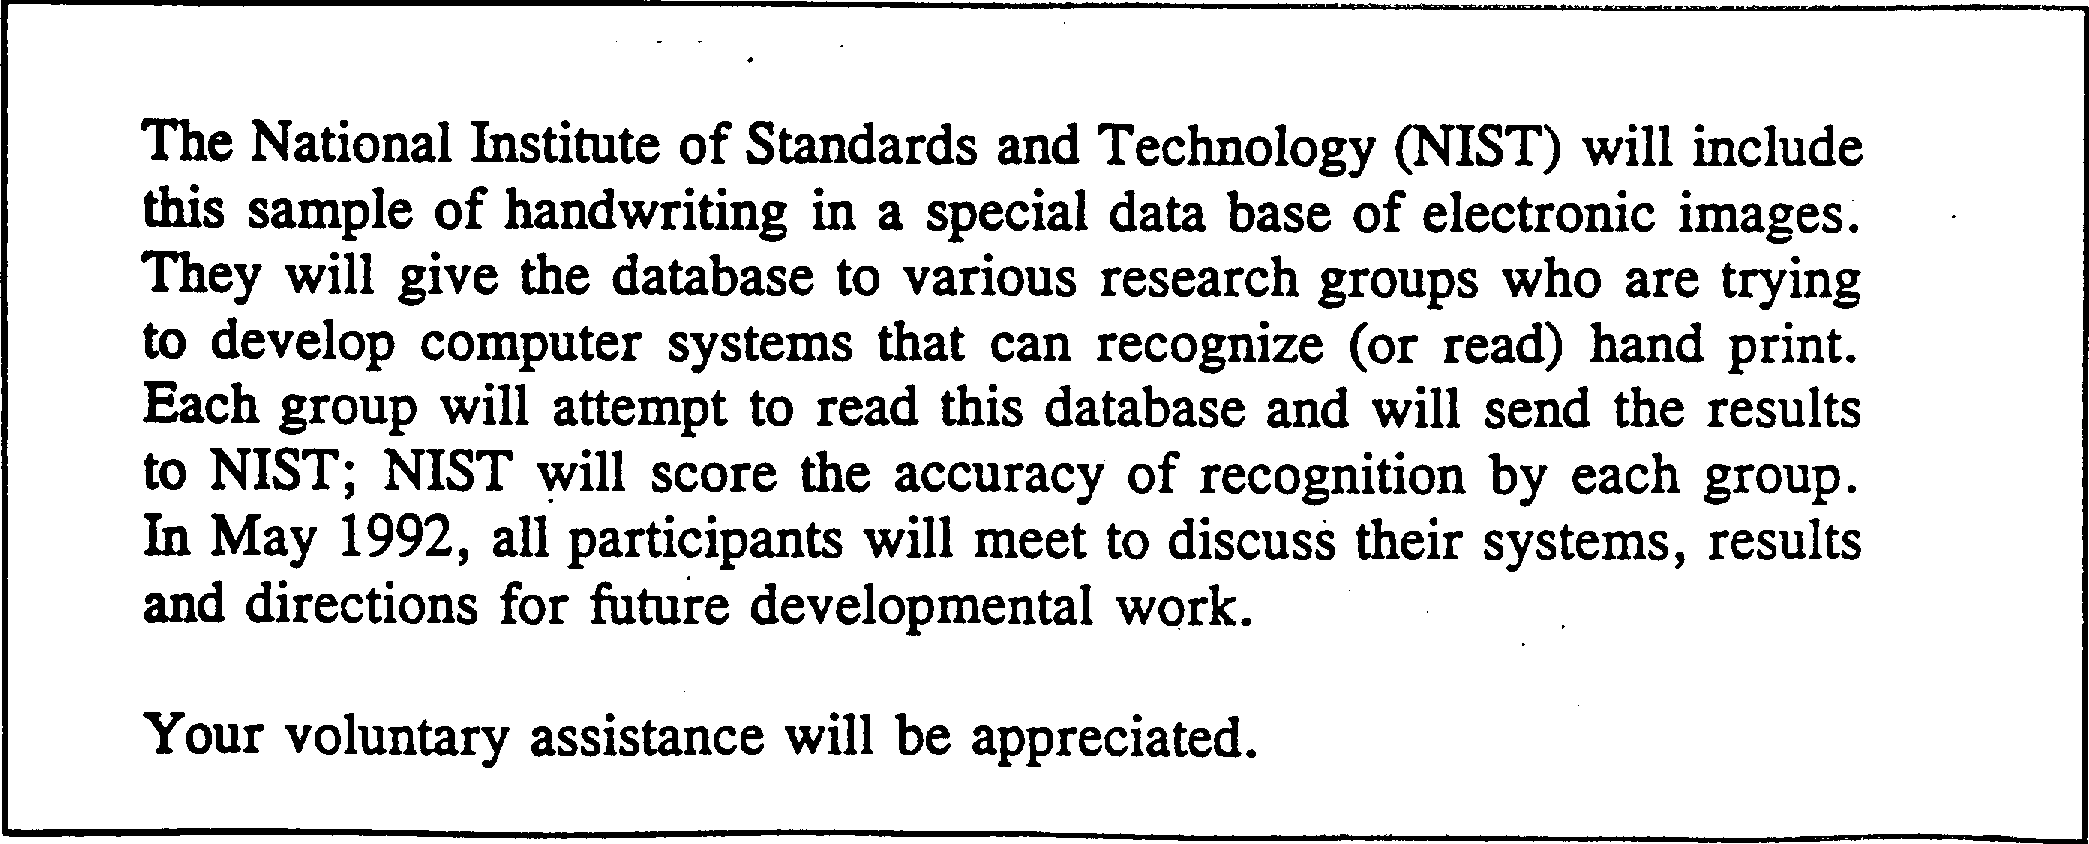 The National Institute of Standards and Technology (NIST) will include
this sample of handwriting in a special data base of electronic images.
They will give the database to various research groups who are trying
to develop computer systems that can recognize (or read) hand print.
Each group will attempt to read this database and will send the results
to NIST; NIST will score the accuracy of recognition by each group.
In May 1992, all participants will meet to discuss their systems, results
and directions for future developmental work.
Your voluntary assistance will be appreciated.